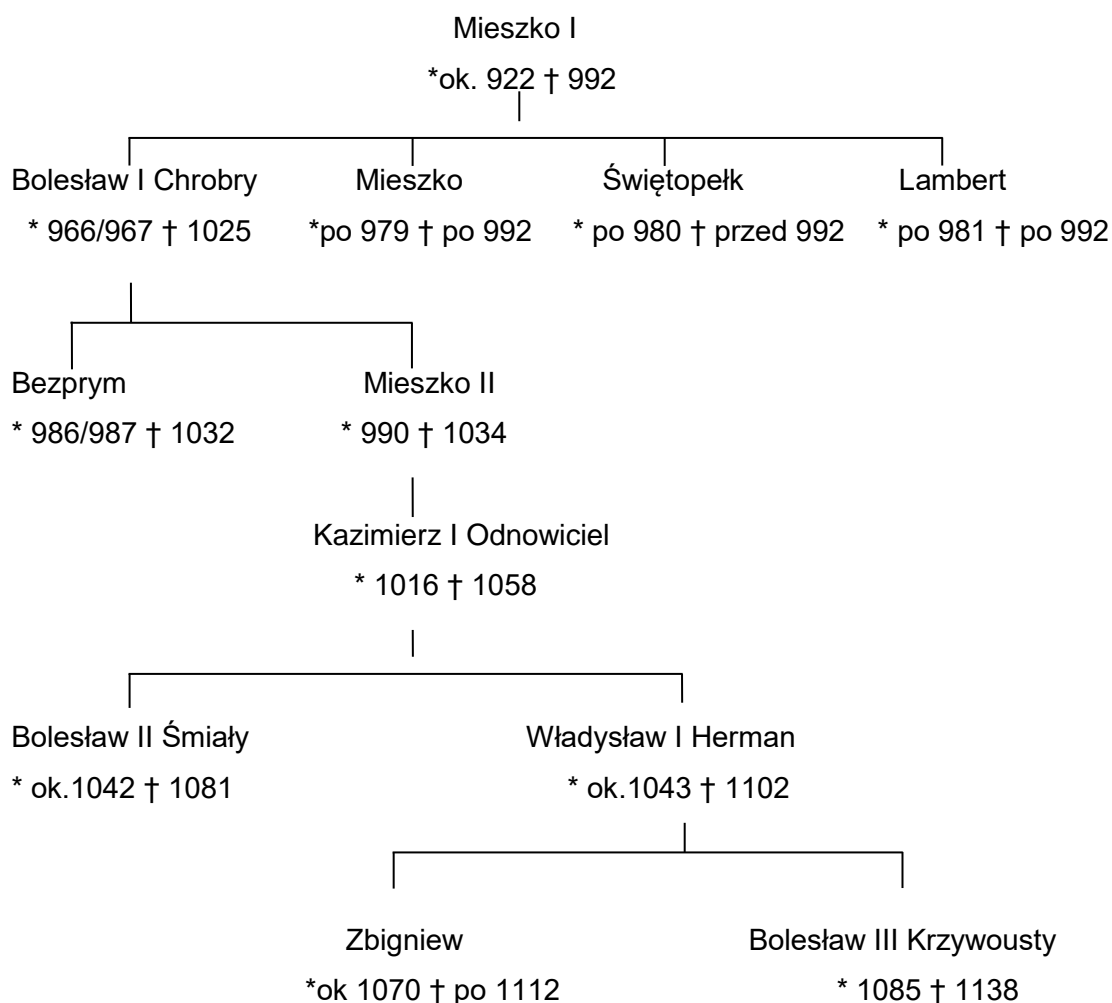 Mieszko I
*ok. 922 † 992
Bolesław I Chrobry Mieszko Świętopełk Lambert
* 966/967 † 1025 *po 979 † po 992 * po 980 † przed 992 * po 981 † po 992
Bezprym Mieszko II
* 986/987 † 1032 * 990 † 1034
Kazimierz I Odnowiciel
* 1016 † 1058
Bolesław II Śmiały Władysław I Herman
* ok.1042 † 1081 * ok.1043 † 1102
Zbigniew Bolesław III Krzywousty
*ok 1070 † po 1112 * 1085 † 1138